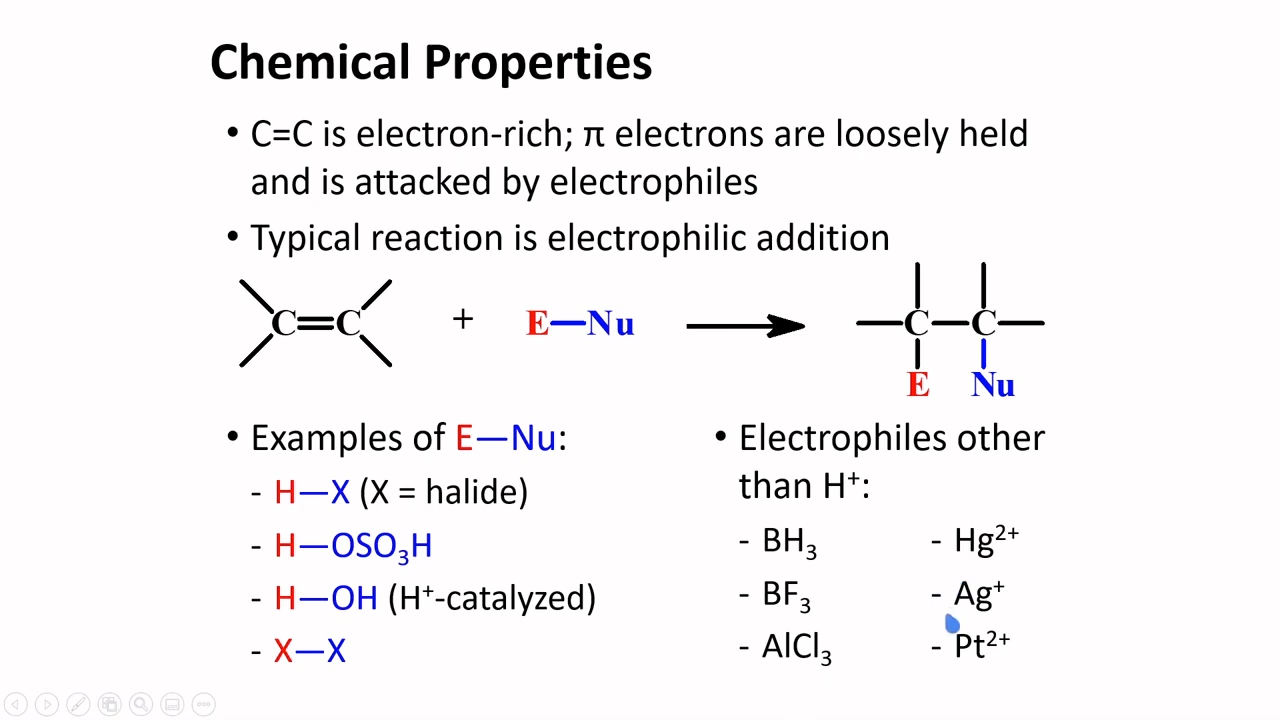 Chemical Properties
• C=C is electron-rich; π electrons are loosely held
and is attacked by electrophiles
• Typical reaction is electrophilic addition
C=C + E—Nu → C—C
E Nu
• Examples of E—Nu:
- H—X (X = halide)
- H—OSO₃H
- H—OH (H⁺-catalyzed)
- X—X
• Electrophiles other
than H⁺:
- BH₃
- BF₃
- AlCl₃
- Hg²⁺
- Ag⁺
- Pt²⁺